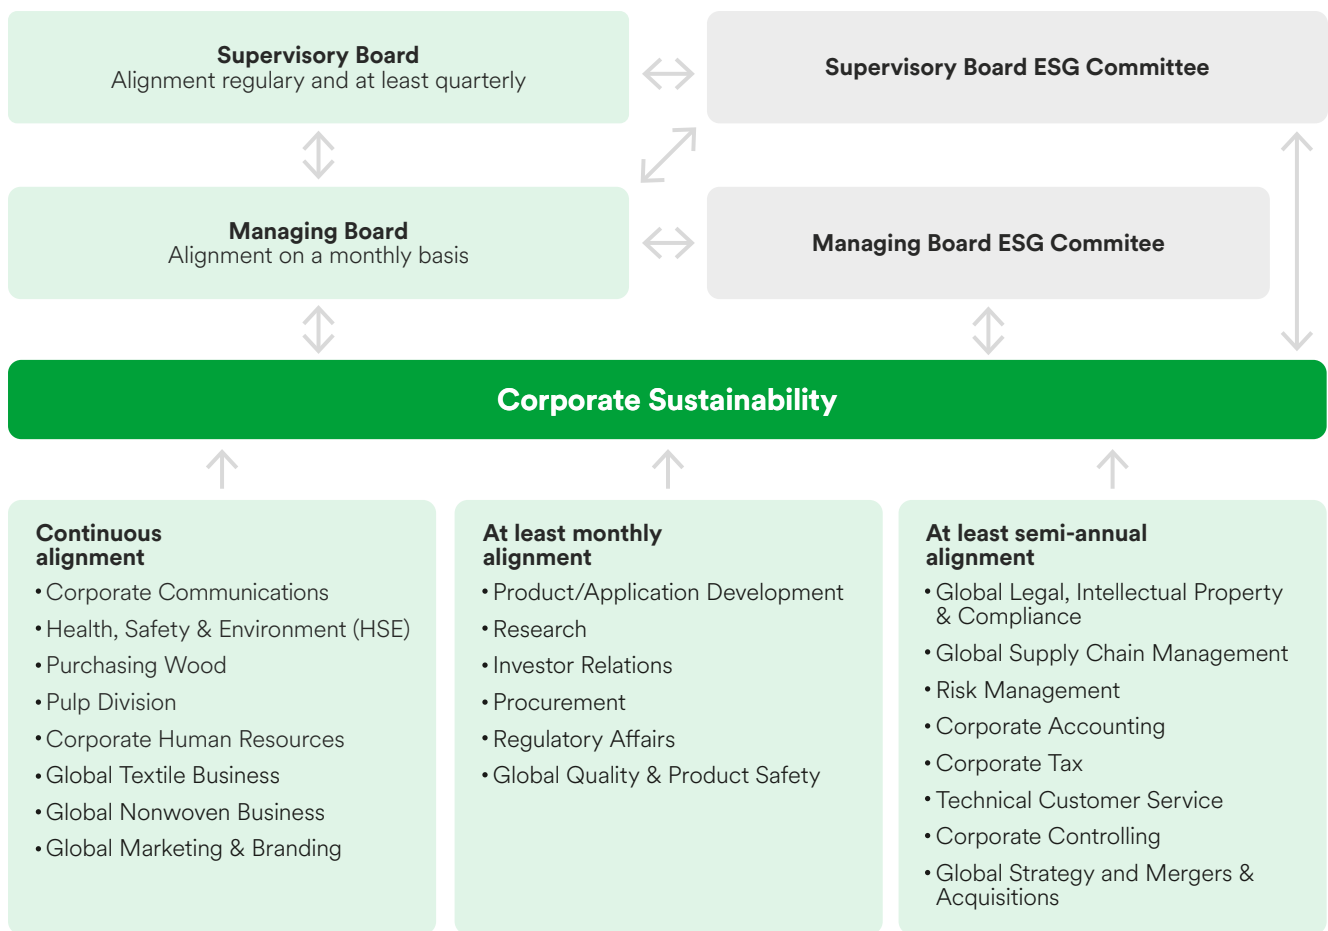 Supervisory Board
Alignment regulary and at least quarterly
Supervisory Board ESG Committee
Managing Board
Alignment on a monthly basis
Managing Board ESG Commitee
Corporate Sustainability
Continuous
alignment
• Corporate Communications
• Health, Safety & Environment (HSE)
• Purchasing Wood
• Pulp Division
• Corporate Human Resources
• Global Textile Business
• Global Nonwoven Business
• Global Marketing & Branding
At least monthly
alignment
• Product/Application Development
• Research
• Investor Relations
• Procurement
• Regulatory Affairs
• Global Quality & Product Safety
At least semi-annual
alignment
• Global Legal, Intellectual Property
& Compliance
• Global Supply Chain Management
• Risk Management
• Corporate Accounting
• Corporate Tax
• Technical Customer Service
• Corporate Controlling
• Global Strategy and Mergers &
Acquisitions